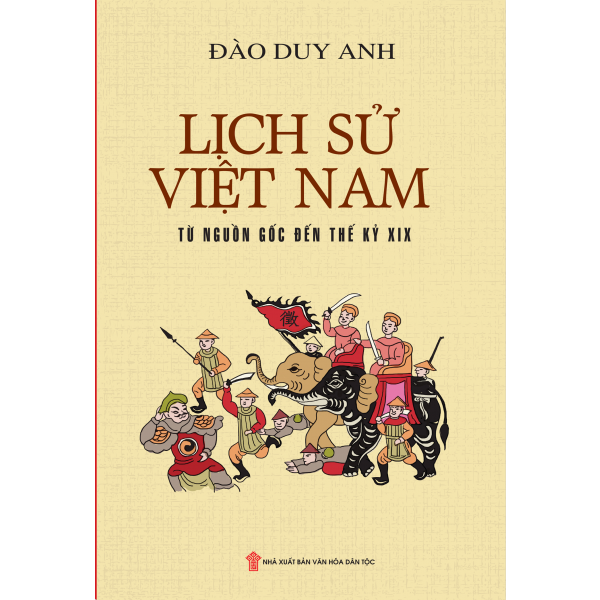 ĐÀO DUY ANH
LỊCH SỬ
VIỆT NAM
TỪ NGUỒN GỐC ĐẾN THẾ KỶ XIX
徵
NHÀ XUẤT BẢN VĂN HÓA DÂN TỘC